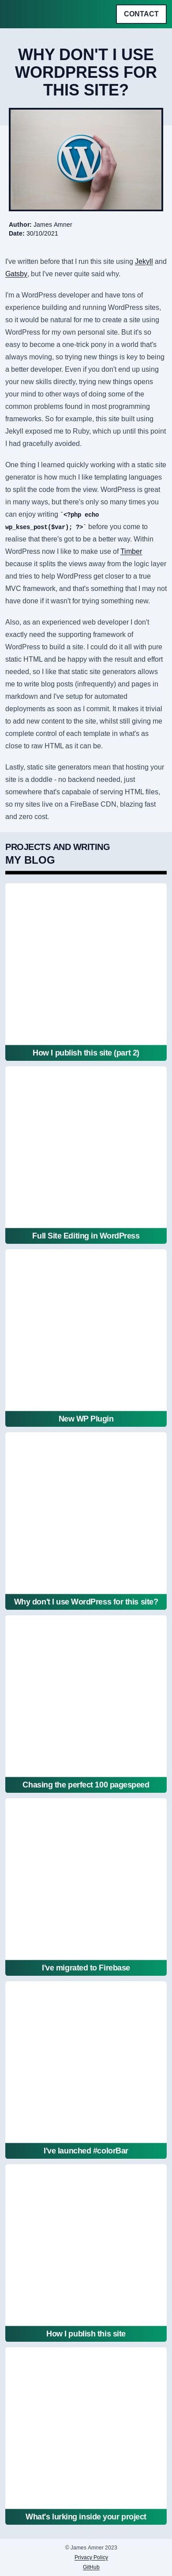 CONTACT
WHY DON'T I USE
WORDPRESS FOR
THIS SITE?
Author: James Amner
Date: 30/10/2021
I've written before that I run this site using Jekyll and
Gatsby, but I've never quite said why.
I'm a WordPress developer and have tons of
experience building and running WordPress sites,
so it would be natural for me to create a site using
WordPress for my own personal site. But it's so
easy to become a one-trick pony in a world that's
always moving, so trying new things is key to being
a better developer. Even if you don't end up using
your new skills directly, trying new things opens
your mind to other ways of doing some of the
common problems found in most programming
frameworks. So for example, this site being built
using Jekyll exposed me to Ruby, which up until this point
I had gracefully avoided.
One thing I learned quickly working with a static site
generator is how much I like templating languages
to split the code from the view. WordPress is great
in many ways, but there's only so many times you
can enjoy writing `<?php echo
wp_kses_post($var); ?>` before you come to
realise that there's got to be a better way. Within
WordPress now I like to make use of Timber
because it splits the views away from the logic layer
and tries to help WordPress get closer to a true
MVC framework, and that's something that I may not
have done if it wasn't for trying something new.
Also, as an experienced web developer I don't
exactly need the supporting framework of
WordPress to build a site. I could do it all with pure
static HTML and be happy with the result and effort
needed, so I like that static site generators allows
me to write blog posts (infrequently) and pages in
markdown and I've setup for automated
deployments as soon as I commit. It makes it trivial
to add new content to the site, whilst still giving me
complete control of each template in what's as
close to raw HTML as it can be.
Lastly, static site generators mean that hosting your
site is a doddle - no backend needed, just
somewhere that's capable of serving HTML files,
so my sites live on a FireBase CDN, blazing fast
and zero cost.
PROJECTS AND WRITING
MY BLOG
How I publish this site (part 2)
Full Site Editing in WordPress
New WP Plugin
Why don't I use WordPress for this site?
Chasing the perfect 100 pagespeed
I've migrated to Firebase
I've launched #colorBar
How I publish this site
What's lurking inside your project
© James Amner 2023
Privacy Policy
GitHub